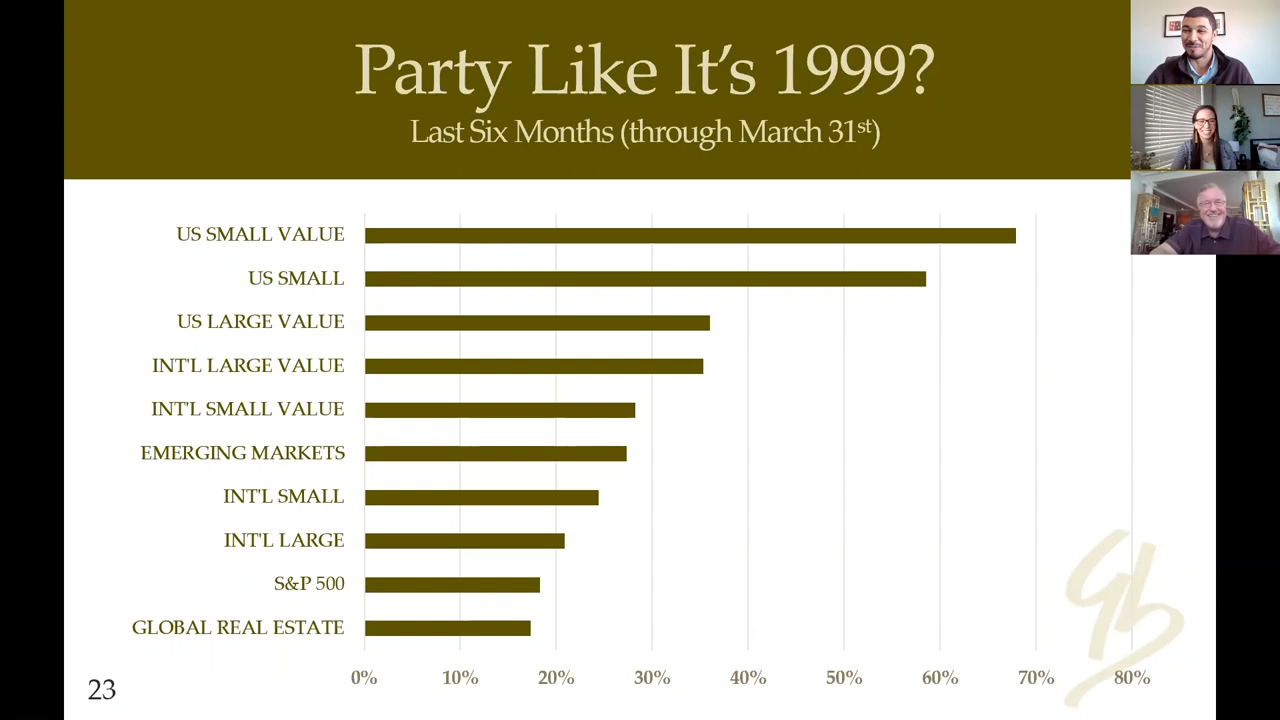 Party Like It's 1999?
Last Six Months (through March 31st)
US SMALL VALUE
US SMALL
US LARGE VALUE
INT'L LARGE VALUE
INT'L SMALL VALUE
EMERGING MARKETS
INT'L SMALL
INT'L LARGE
S&P 500
GLOBAL REAL ESTATE
0% 10% 20% 30% 40% 50% 60% 70% 80%
23
gb